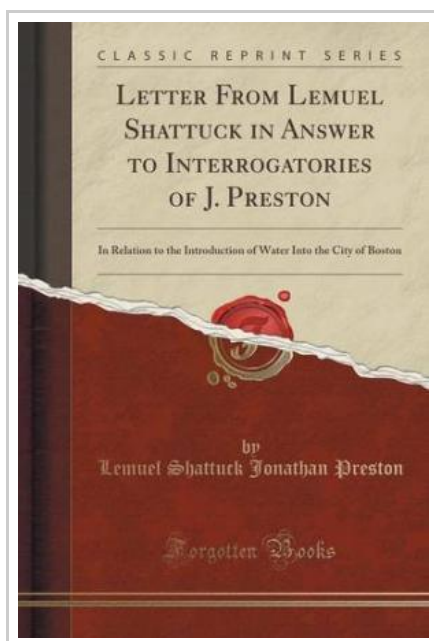 CLASSIC REPRINT SERIES
LETTER FROM LEMUEL
SHATTUCK IN ANSWER
TO INTERROGATORIES
OF J. PRESTON
In Relation to the Introduction of Water Into the City of Boston
by
Lemuel Shattuck Jonathan Preston
Forgotten Books